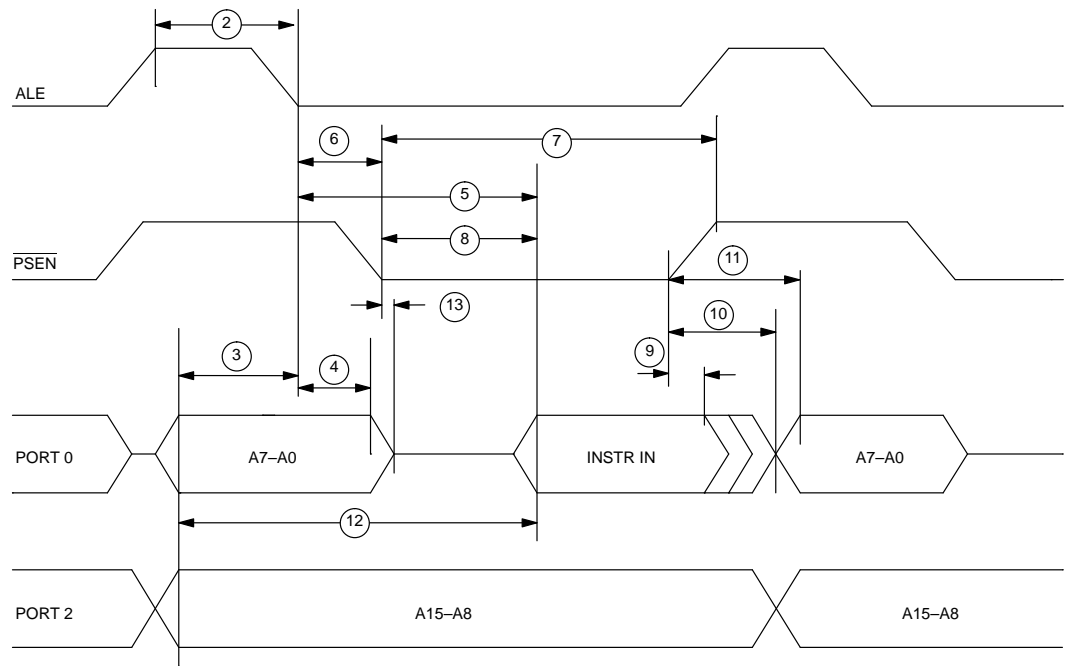 2
ALE
6
7
5
8
PSEN
11
13
10
3
4
9
PORT 0
A7–A0
INSTR IN
A7–A0
12
PORT 2
A15–A8
A15–A8